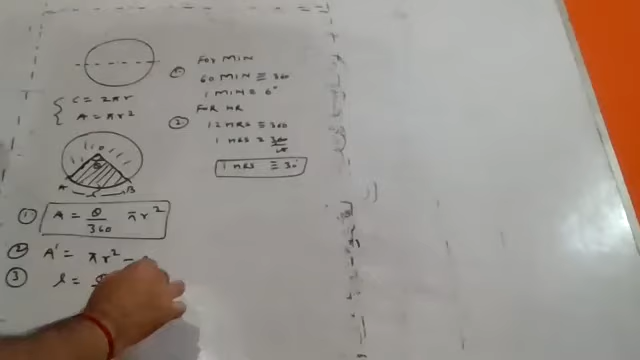 C = 2πr
A = πr²
θ
A B
① A = θ/360 πr²
② A' = πr² -
③ l = θ
FOR MIN
① 60 MIN ≡ 360
1 MIN ≡ 6°
FOR HR
② 12 HRS ≡ 360
1 HRS ≡ 360/12
1 HRS ≡ 30°